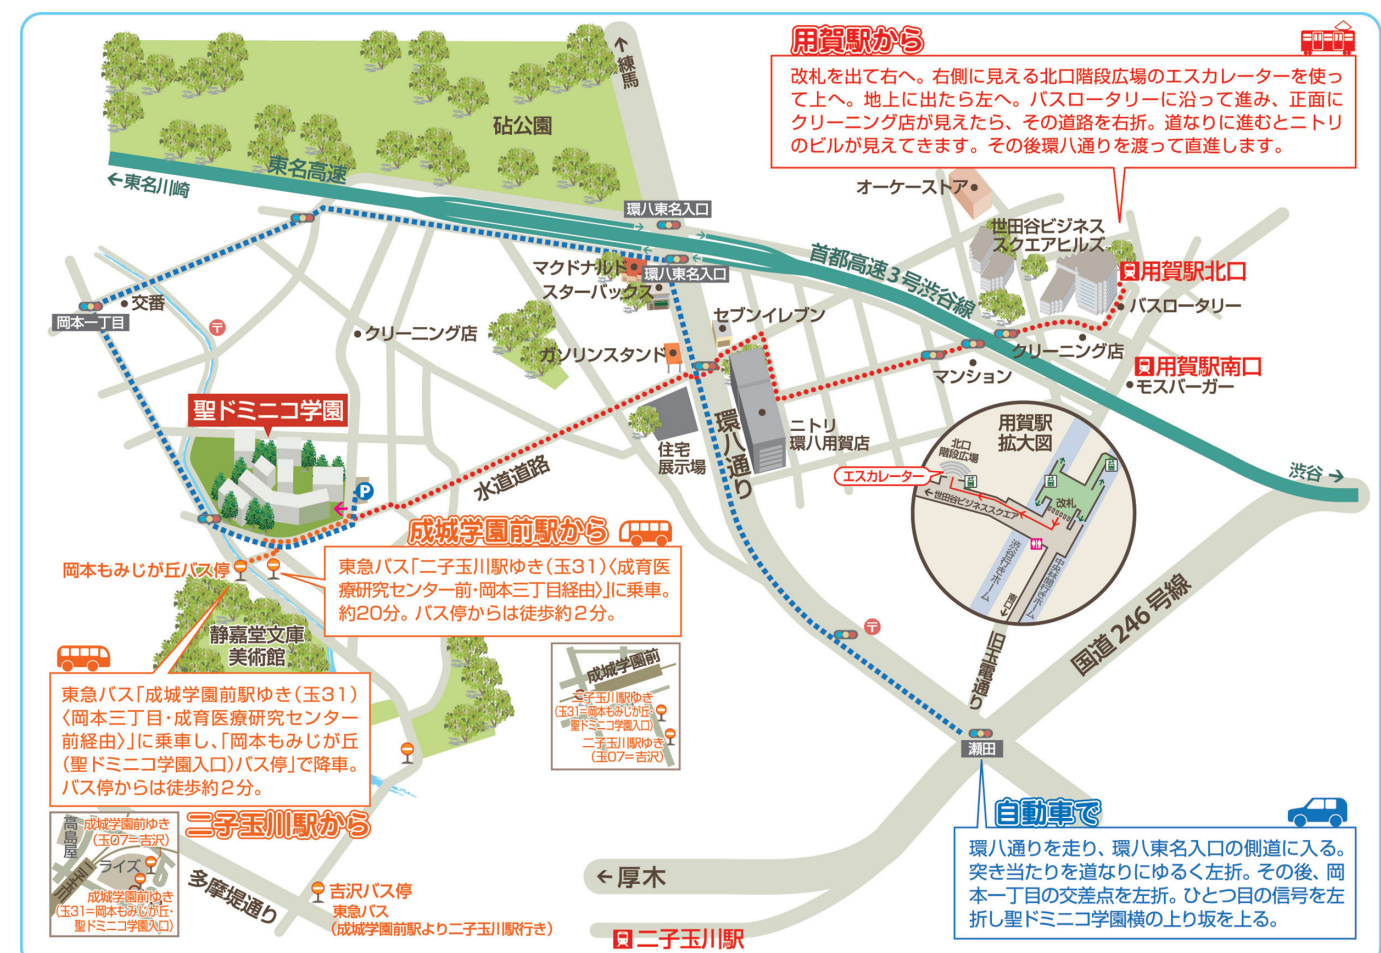 用賀駅から
改札を出て右へ。右側に見える北口階段広場のエスカレーターを使っ
て上へ。地上に出たら左へ。バスロータリーに沿って進み、正面に
クリーニング店が見えたら、その道路を右折。道なりに進むとニトリ
のビルが見えてきます。その後環八通りを渡って直進します。
↑練馬
砧公園
東名高速
←東名川崎
環八東名入口
オーケーストア
世田谷ビジネス
スクエアヒルズ
首都高速3号渋谷線
用賀駅北口
マクドナルド
環八東名入口
スターバックス
バスロータリー
交番
岡本一丁目
〒
クリーニング店
セブンイレブン
ガソリンスタンド
クリーニング店
マンション
用賀駅南口
モスバーガー
聖ドミニコ学園
ニトリ
環八用賀店
環八通り
住宅
展示場
水道道路
P
用賀駅
拡大図
北口
階段広場
エスカレーター
←世田谷ビジネススクエア
改札
渋谷行きホーム
中央林間行きホーム
南口→
渋谷→
成城学園前駅から
東急バス「二子玉川駅ゆき(玉31)〈成育医
療研究センター前・岡本三丁目経由〉」に乗車。
約20分。バス停からは徒歩約2分。
岡本もみじが丘バス停
静嘉堂文庫
美術館
〒
旧玉電通り
国道246号線
東急バス「成城学園前駅ゆき(玉31)
〈岡本三丁目・成育医療研究センター
前経由〉」に乗車し、「岡本もみじが丘
(聖ドミニコ学園入口)バス停」で降車。
バス停からは徒歩約2分。
二子玉川駅から
成城学園前
二子玉川駅ゆき
(玉31=岡本もみじが丘・
聖ドミニコ学園入口)
二子玉川駅ゆき
(玉07=吉沢)
瀬田
高島屋
成城学園前ゆき
(玉07=吉沢)
ライズ
成城学園前ゆき
(玉31=岡本もみじが丘・
聖ドミニコ学園入口)
多摩堤通り
吉沢バス停
東急バス
(成城学園前駅より二子玉川駅行き)
←厚木
二子玉川駅
自動車で
環八通りを走り、環八東名入口の側道に入る。
突き当たりを道なりにゆるく左折。その後、岡
本一丁目の交差点を左折。ひとつ目の信号を左
折し聖ドミニコ学園横の上り坂を上る。